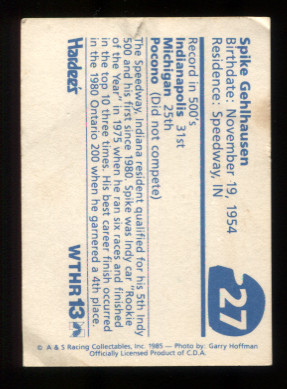 27
Spike Gehlhausen
Birthdate: November 19, 1954
Residence: Speedway, IN
Record in 500's
Indianapolis 31st
Michigan 25th
Pocono (Did not compete)
The Speedway, Indiana resident qualified for his 5th Indy
500 and his first since 1980. Spike was Indy car "Rookie
of the Year" in 1975 when he ran six races and finished
in the top 10 three times. His best career finish occurred
in the 1980 Ontario 200 when he garnered a 4th place.
Hardee's
WTHR 13
© A & S Racing Collectables, Inc. 1985 — Photo by: Garry Hoffman
Officially Licensed Product of C.D.A.